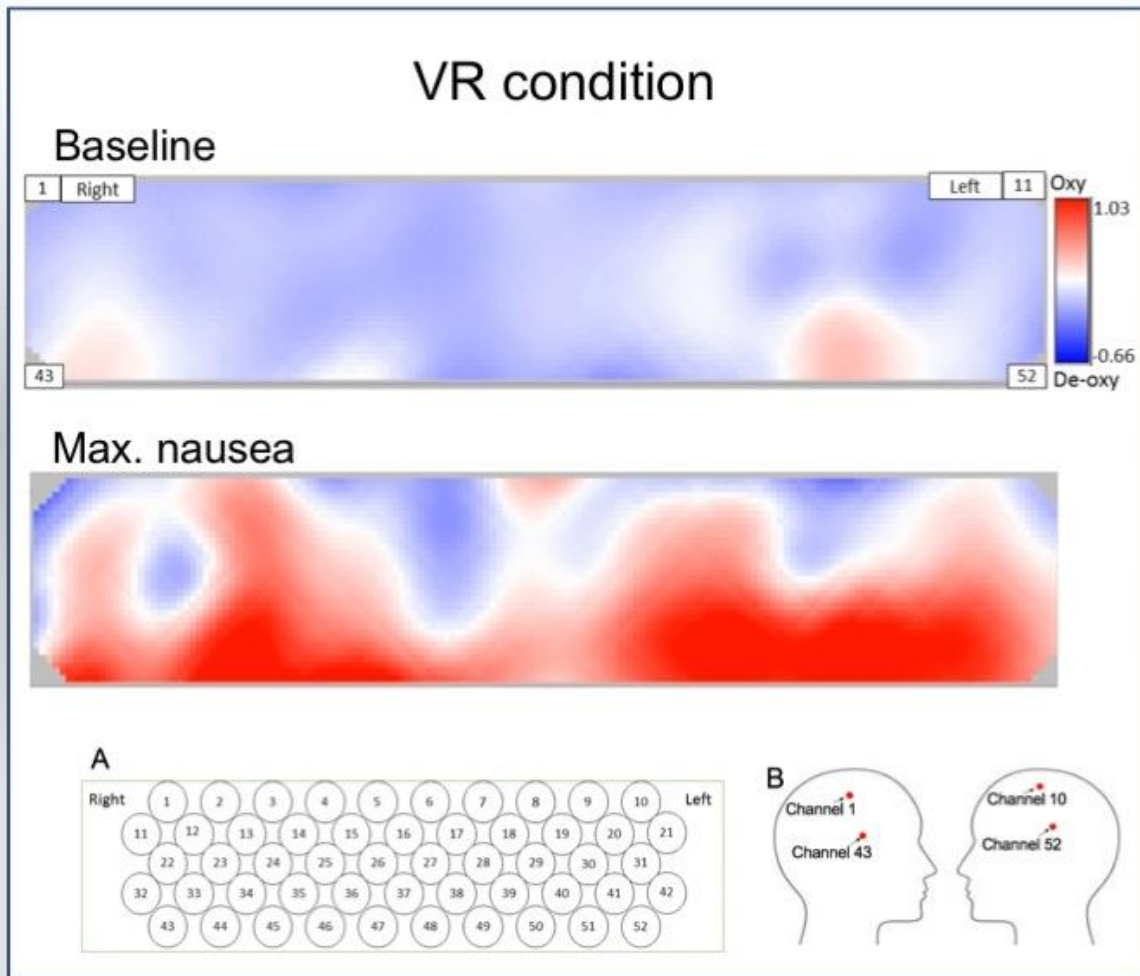 VR condition
Baseline
1 Right Left 11 Oxy
1.03
-0.66
43 52 De-oxy
Max. nausea
A
B
Right 1 2 3 4 5 6 7 8 9 10 Left
11 12 13 14 15 16 17 18 19 20 21
22 23 24 25 26 27 28 29 30 31
32 33 34 35 36 37 38 39 40 41 42
43 44 45 46 47 48 49 50 51 52
Channel 1
Channel 43
Channel 10
Channel 52